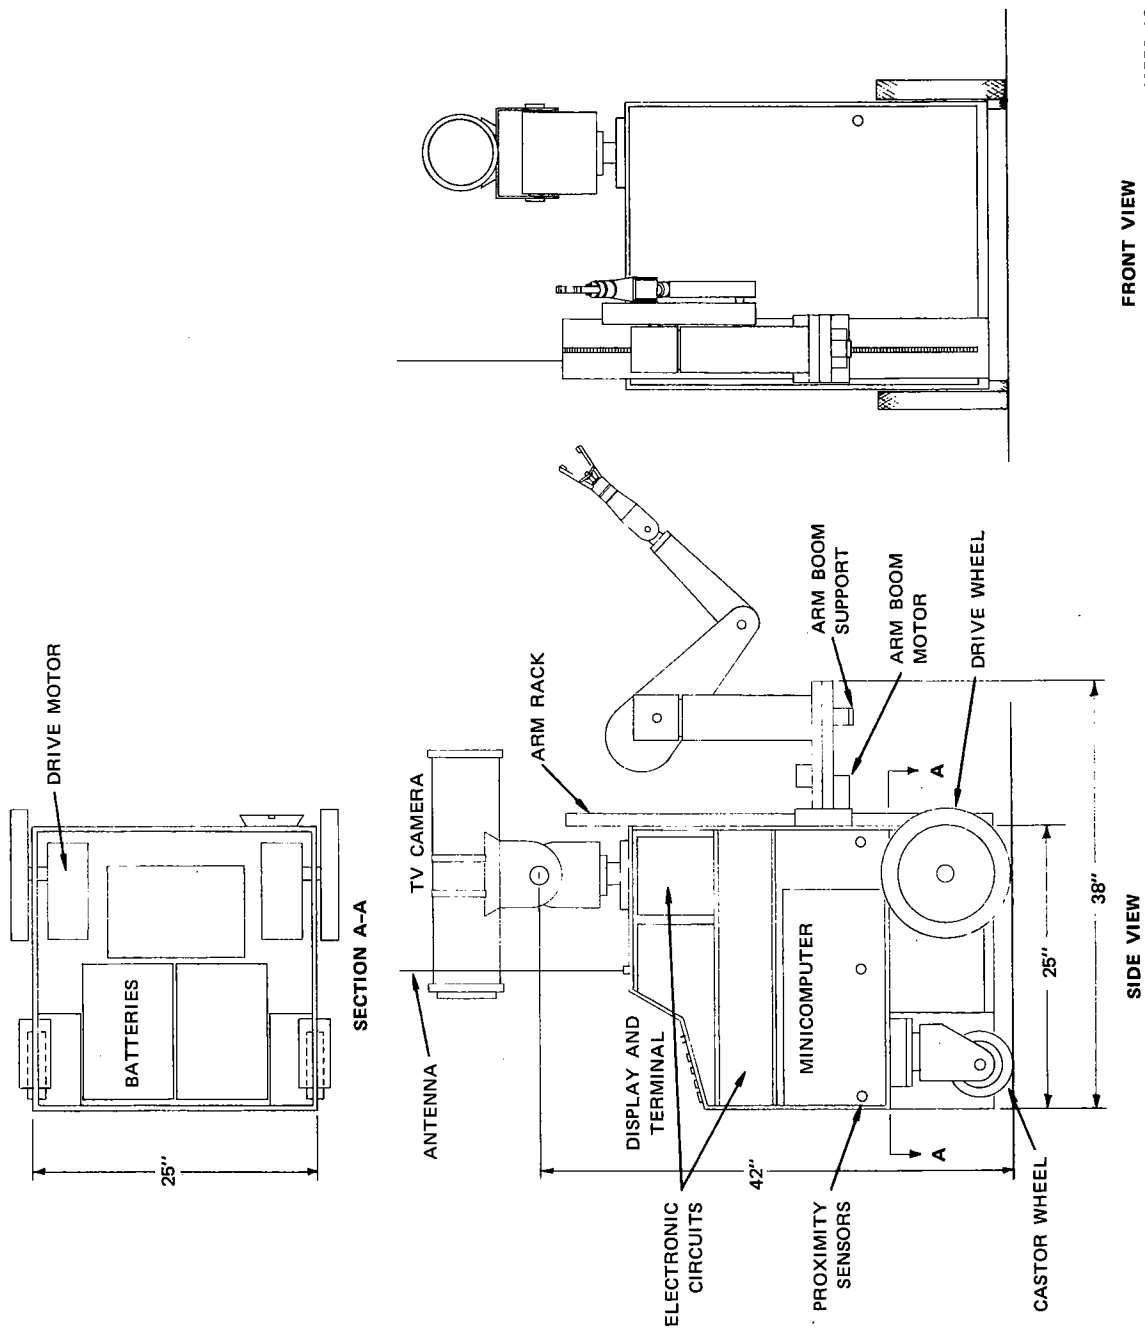 DRIVE MOTOR
25″
BATTERIES
SECTION A–A
ANTENNA
TV CAMERA
ARM RACK
DISPLAY AND
TERMINAL
ELECTRONIC
CIRCUITS
42″
MINICOMPUTER
PROXIMITY
SENSORS
A
A
ARM BOOM
SUPPORT
ARM BOOM
MOTOR
DRIVE WHEEL
CASTOR WHEEL
25″
38″
SIDE VIEW
FRONT VIEW